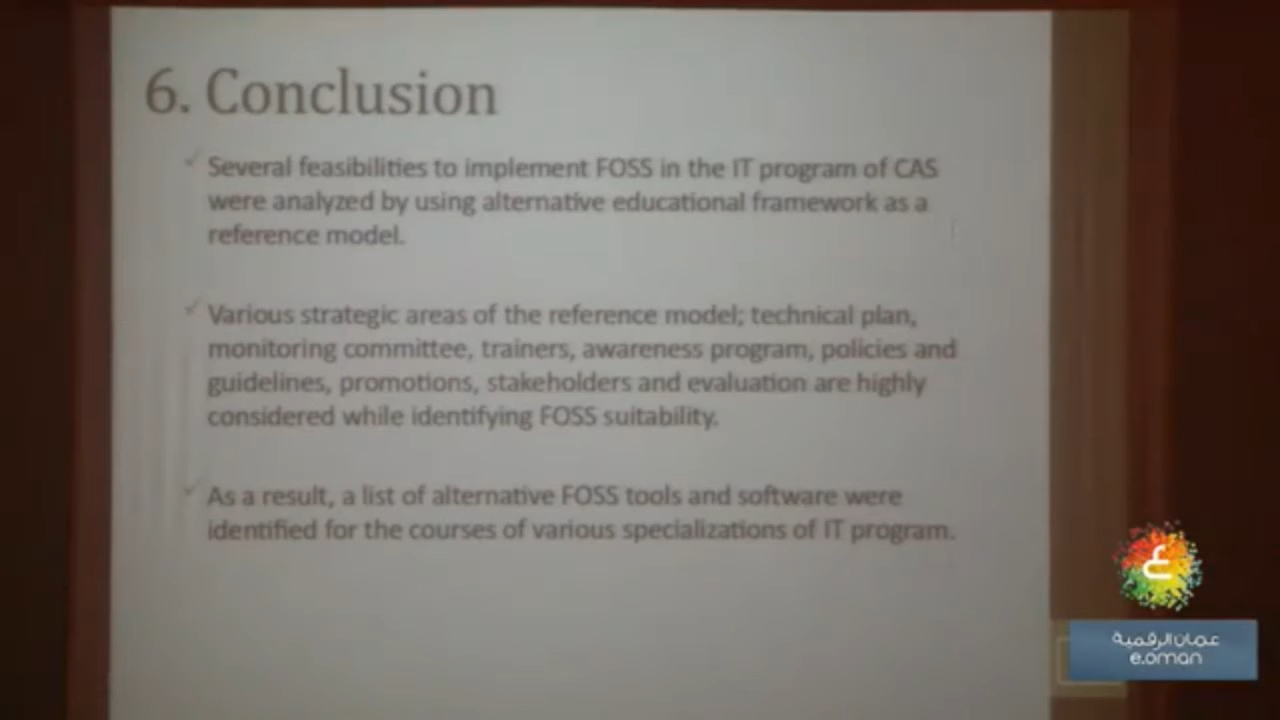 6. Conclusion
✓ Several feasibilities to implement FOSS in the IT program of CAS
were analyzed by using alternative educational framework as a
reference model.
✓ Various strategic areas of the reference model; technical plan,
monitoring committee, trainers, awareness program, policies and
guidelines, promotions, stakeholders and evaluation are highly
considered while identifying FOSS suitability.
✓ As a result, a list of alternative FOSS tools and software were
identified for the courses of various specializations of IT program.
ع
عمان الرقمية
e.oman